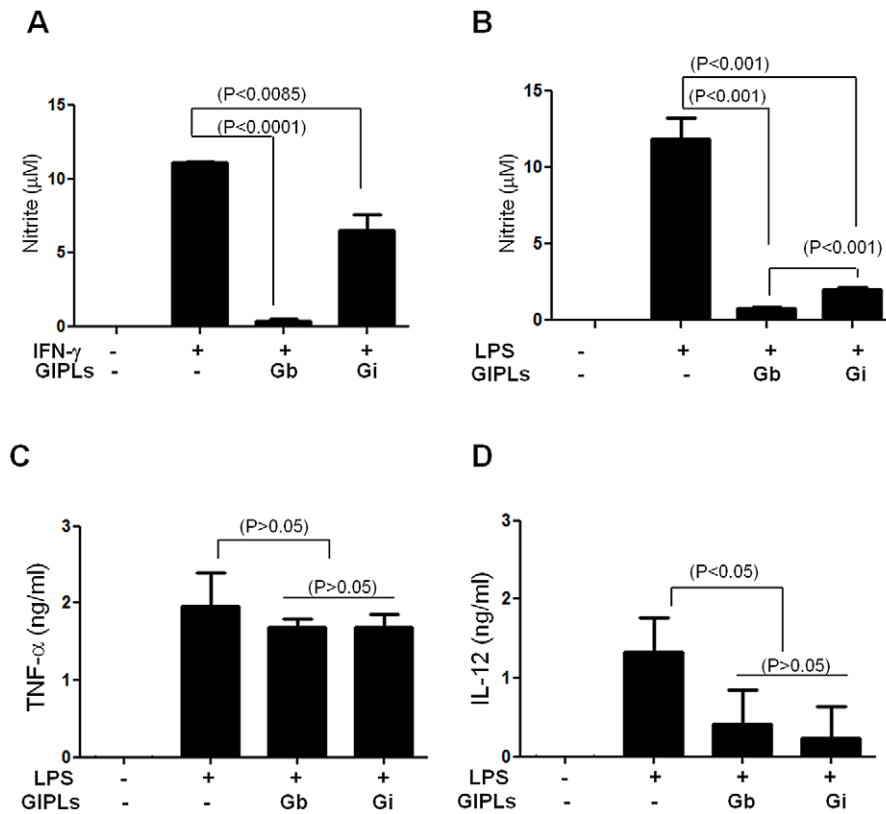 A
(P<0.0085)
(P<0.0001)
Nitrite (μM)
15
10
5
0
IFN-γ - + + +
GIPLs - - Gb Gi
B
(P<0.001)
(P<0.001)
(P<0.001)
Nitrite (μM)
15
10
5
0
LPS - + + +
GIPLs - - Gb Gi
C
(P>0.05)
(P>0.05)
TNF-α (ng/ml)
3
2
1
0
LPS - + + +
GIPLs - - Gb Gi
D
(P<0.05)
(P>0.05)
IL-12 (ng/ml)
3
2
1
0
LPS - + + +
GIPLs - - Gb Gi